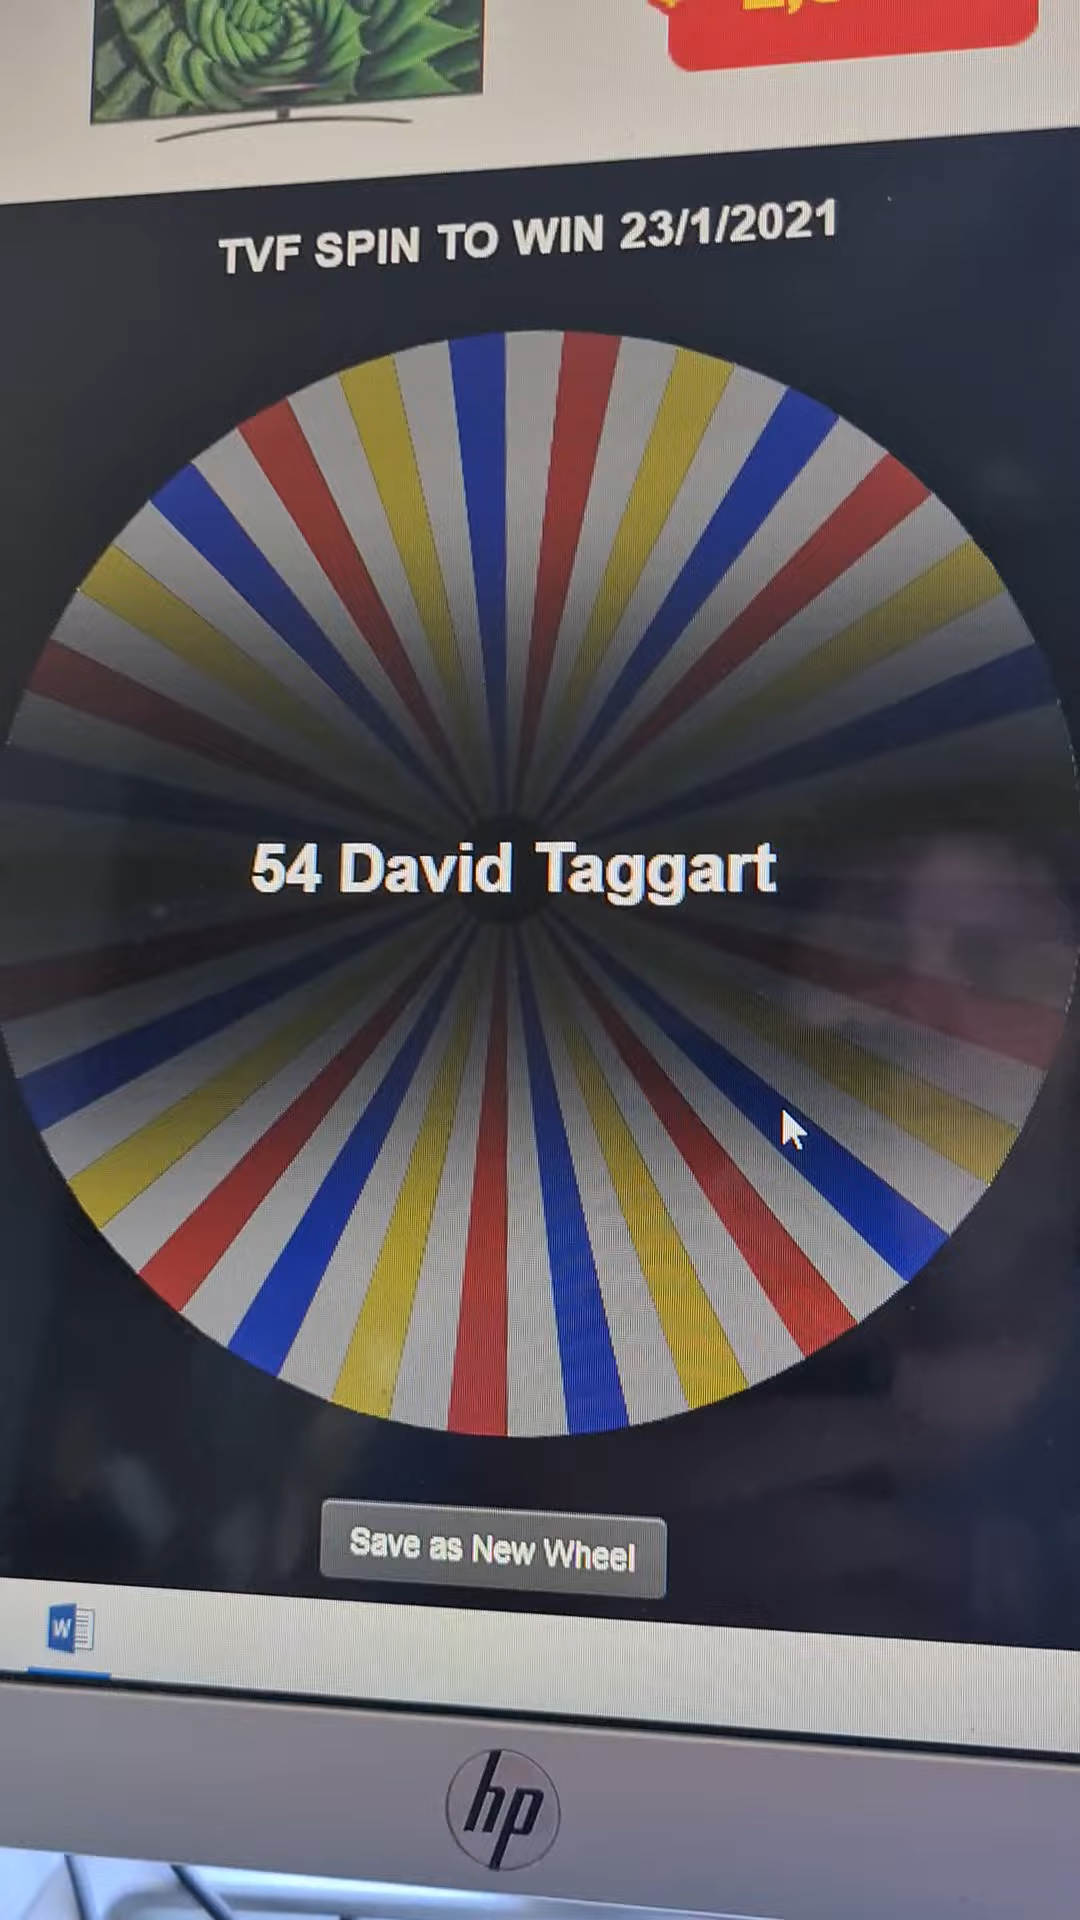 TVF SPIN TO WIN 23/1/2021
54 David Taggart
Save as New Wheel
W
hp